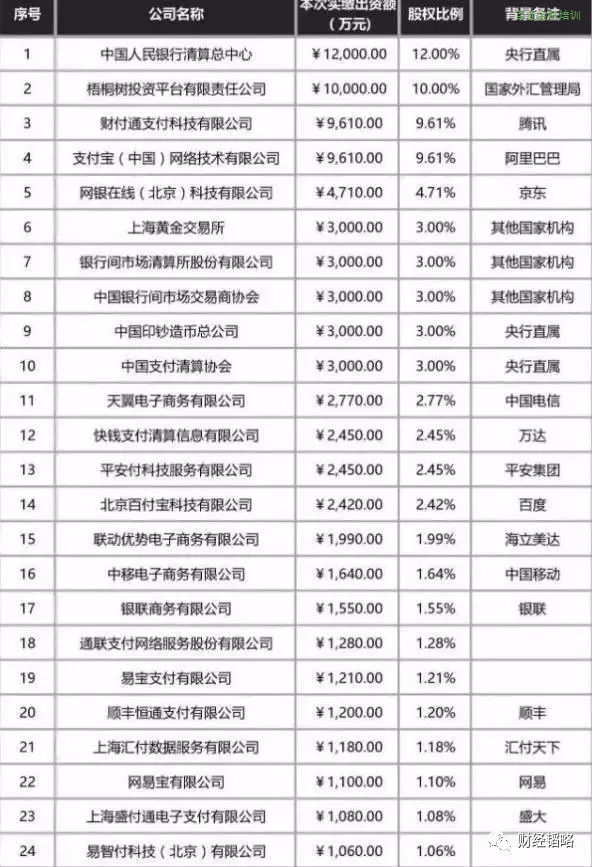 序号 公司名称 本次实缴出资额 股权比例 背景备注
（万元）
1 中国人民银行清算总中心 ￥12,000.00 12.00% 央行直属
2 梧桐树投资平台有限责任公司 ￥10,000.00 10.00% 国家外汇管理局
3 财付通支付科技有限公司 ￥9,610.00 9.61% 腾讯
4 支付宝（中国）网络技术有限公司 ￥9,610.00 9.61% 阿里巴巴
5 网银在线（北京）科技有限公司 ￥4,710.00 4.71% 京东
6 上海黄金交易所 ￥3,000.00 3.00% 其他国家机构
7 银行间市场清算所股份有限公司 ￥3,000.00 3.00% 其他国家机构
8 中国银行间市场交易商协会 ￥3,000.00 3.00% 其他国家机构
9 中国印钞造币总公司 ￥3,000.00 3.00% 央行直属
10 中国支付清算协会 ￥3,000.00 3.00% 央行直属
11 天翼电子商务有限公司 ￥2,770.00 2.77% 中国电信
12 快钱支付清算信息有限公司 ￥2,450.00 2.45% 万达
13 平安付科技服务有限公司 ￥2,450.00 2.45% 平安集团
14 北京百付宝科技有限公司 ￥2,420.00 2.42% 百度
15 联动优势电子商务有限公司 ￥1,990.00 1.99% 海立美达
16 中移电子商务有限公司 ￥1,640.00 1.64% 中国移动
17 银联商务有限公司 ￥1,550.00 1.55% 银联
18 通联支付网络服务股份有限公司 ￥1,280.00 1.28%
19 易宝支付有限公司 ￥1,210.00 1.21%
20 顺丰恒通支付有限公司 ￥1,200.00 1.20% 顺丰
21 上海汇付数据服务有限公司 ￥1,180.00 1.18% 汇付天下
22 网易宝有限公司 ￥1,100.00 1.10% 网易
23 上海盛付通电子支付有限公司 ￥1,080.00 1.08% 盛大
24 易智付科技（北京）有限公司 ￥1,060.00 1.06%
财经韬略